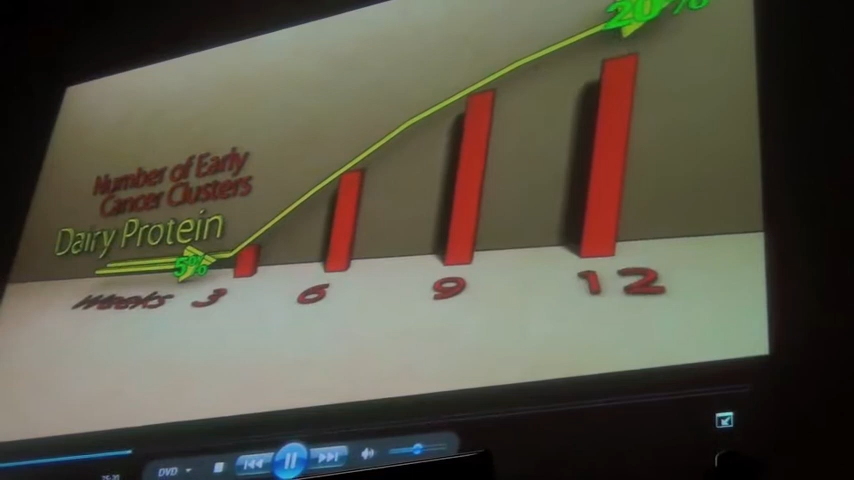 20%
Number of Early
Cancer Clusters
Dairy Protein
5%
Weeks 3 6 9 12
DVD